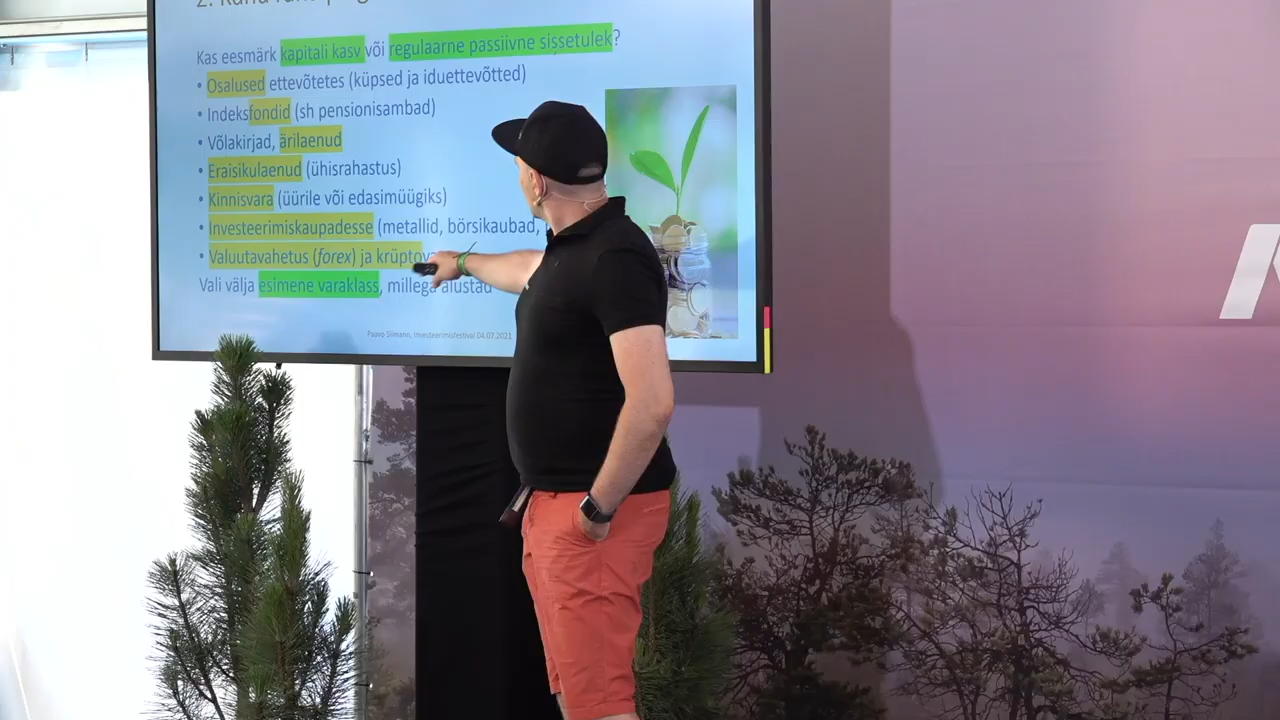 Kas eesmärk kapitali kasv või regulaarne passiivne sissetulek?
• Osalused ettevõtetes (küpsed ja iduettevõtted)
• Indeksfondid (sh pensionisambad)
• Võlakirjad, ärilaenud
• Eraisikulaenud (ühisrahastus)
• Kinnisvara (üürile või edasimüügiks)
• Investeerimiskaupadesse (metallid, börsikaubad,
• Valuutavahetus (forex) ja krüptov
Vali välja esimene varaklass, millega alustad
Paavo Siimann, Investeerimisfestival 04.07.2021